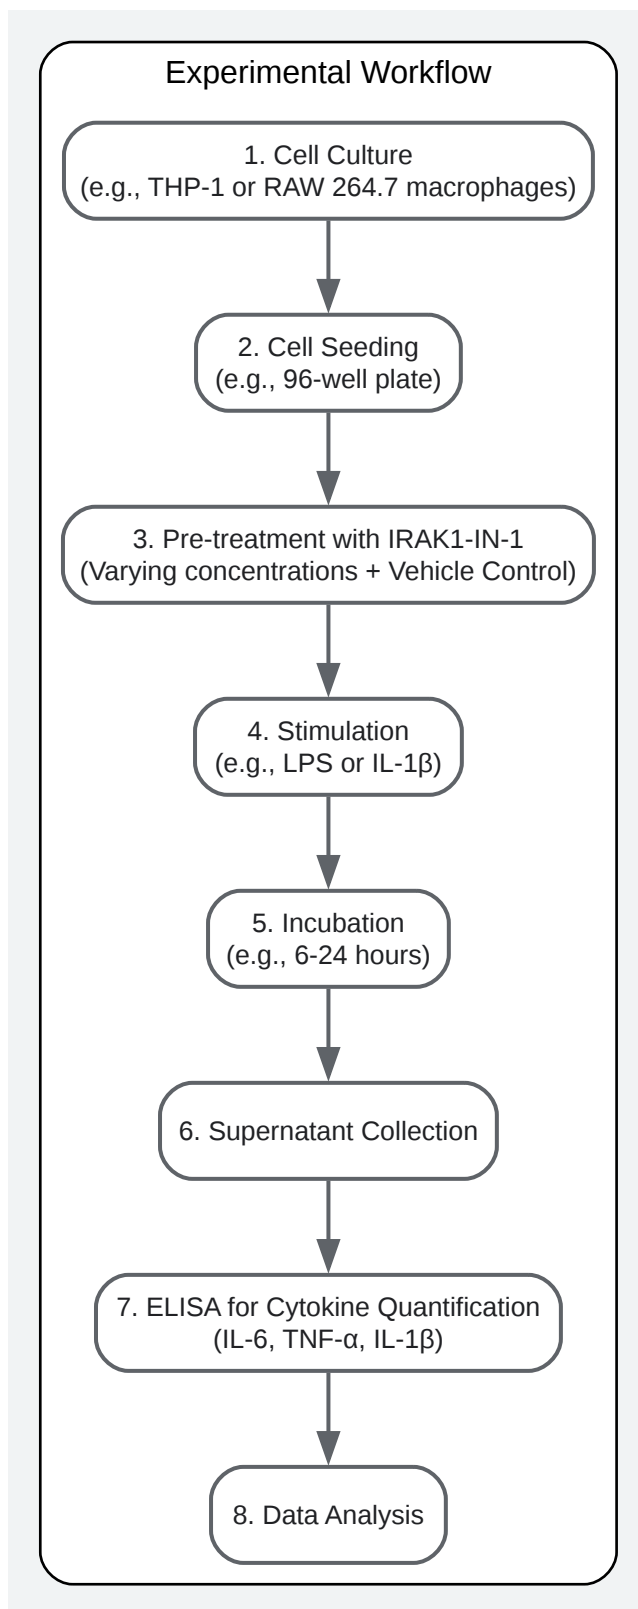 Experimental Workflow
1. Cell Culture
(e.g., THP-1 or RAW 264.7 macrophages)
2. Cell Seeding
(e.g., 96-well plate)
3. Pre-treatment with IRAK1-IN-1
(Varying concentrations + Vehicle Control)
4. Stimulation
(e.g., LPS or IL-1β)
5. Incubation
(e.g., 6-24 hours)
6. Supernatant Collection
7. ELISA for Cytokine Quantification
(IL-6, TNF-α, IL-1β)
8. Data Analysis